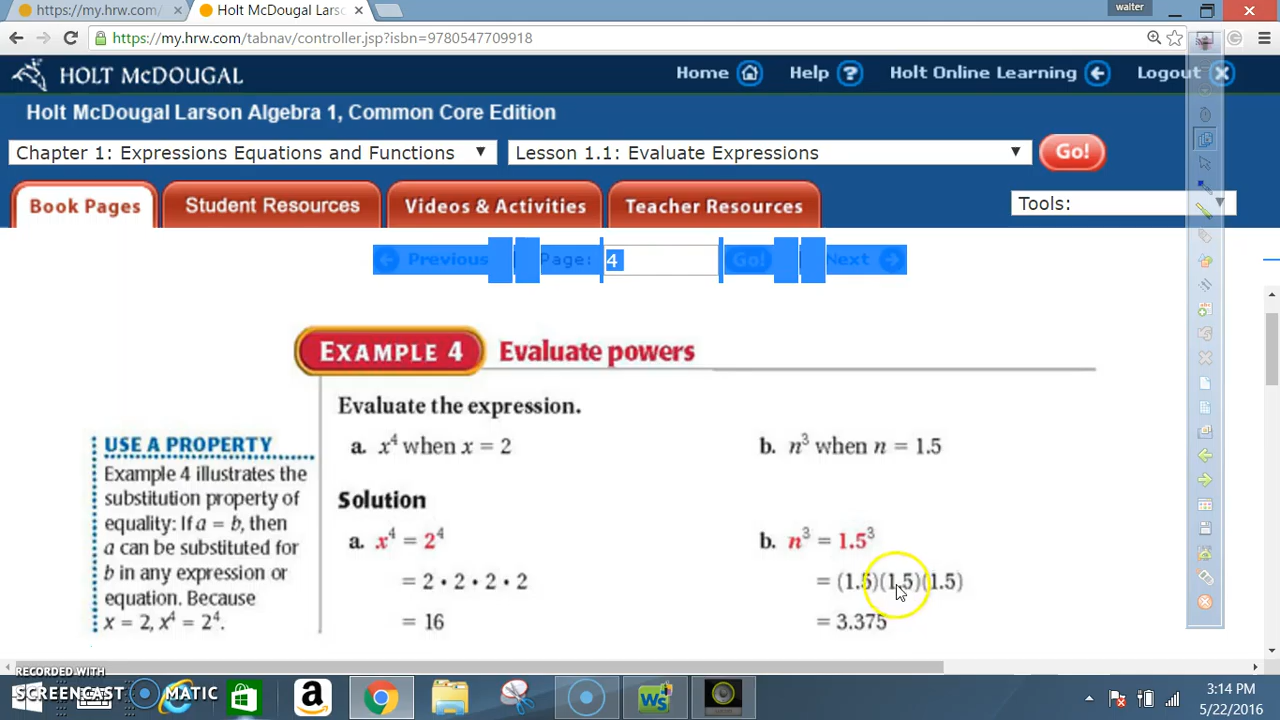 https://my.hrw.com/
Holt McDougal Lars
walter
https://my.hrw.com/tabnav/controller.jsp?isbn=9780547709918
HOLT McDOUGAL
Home
Help
Holt Online Learning
Logout
Holt McDougal Larson Algebra 1, Common Core Edition
Chapter 1: Expressions Equations and Functions
Lesson 1.1: Evaluate Expressions
Go!
Book Pages
Student Resources
Videos & Activities
Teacher Resources
Tools:
Previous
Page: 4
Go!
Next
EXAMPLE 4 Evaluate powers
Evaluate the expression.
a. x⁴ when x = 2
b. n³ when n = 1.5
USE A PROPERTY
Example 4 illustrates the
substitution property of
equality: If a = b, then
a can be substituted for
b in any expression or
equation. Because
x = 2, x⁴ = 2⁴.
Solution
a. x⁴ = 2⁴
= 2 • 2 • 2 • 2
= 16
b. n³ = 1.5³
= (1.5)(1.5)(1.5)
= 3.375
RECORDED WITH
SCREENCAST MATIC
3:14 PM
5/22/2016